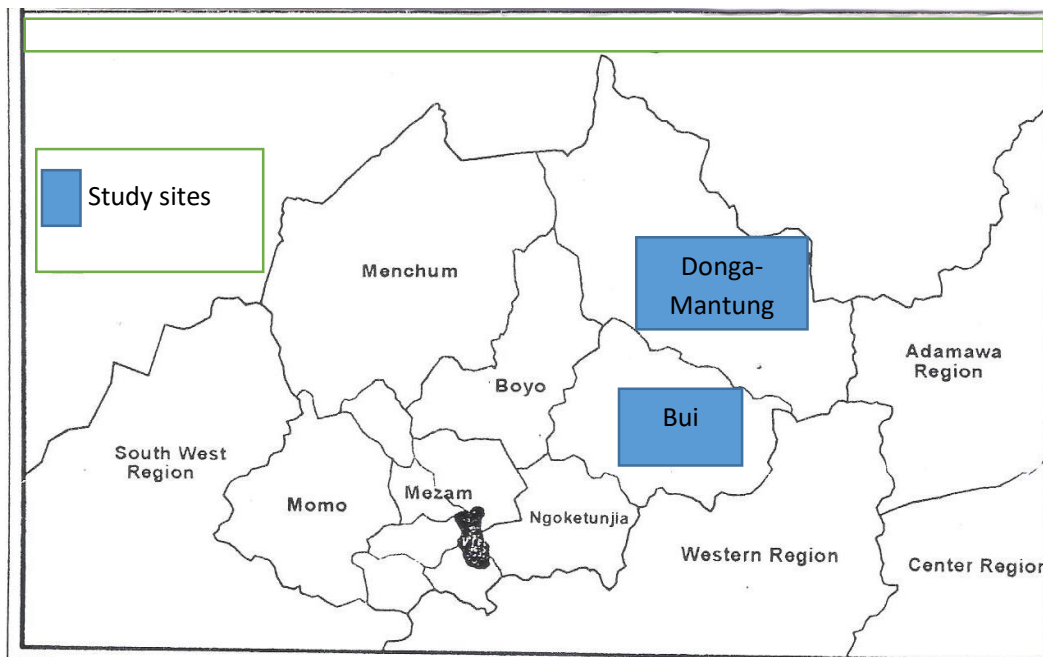 Study sites
Donga-
Mantung
Menchum
Adamawa
Region
Boyo
Bui
South West
Region
Mezam
Momo
Ngoketunjia
Western Region
Center Region